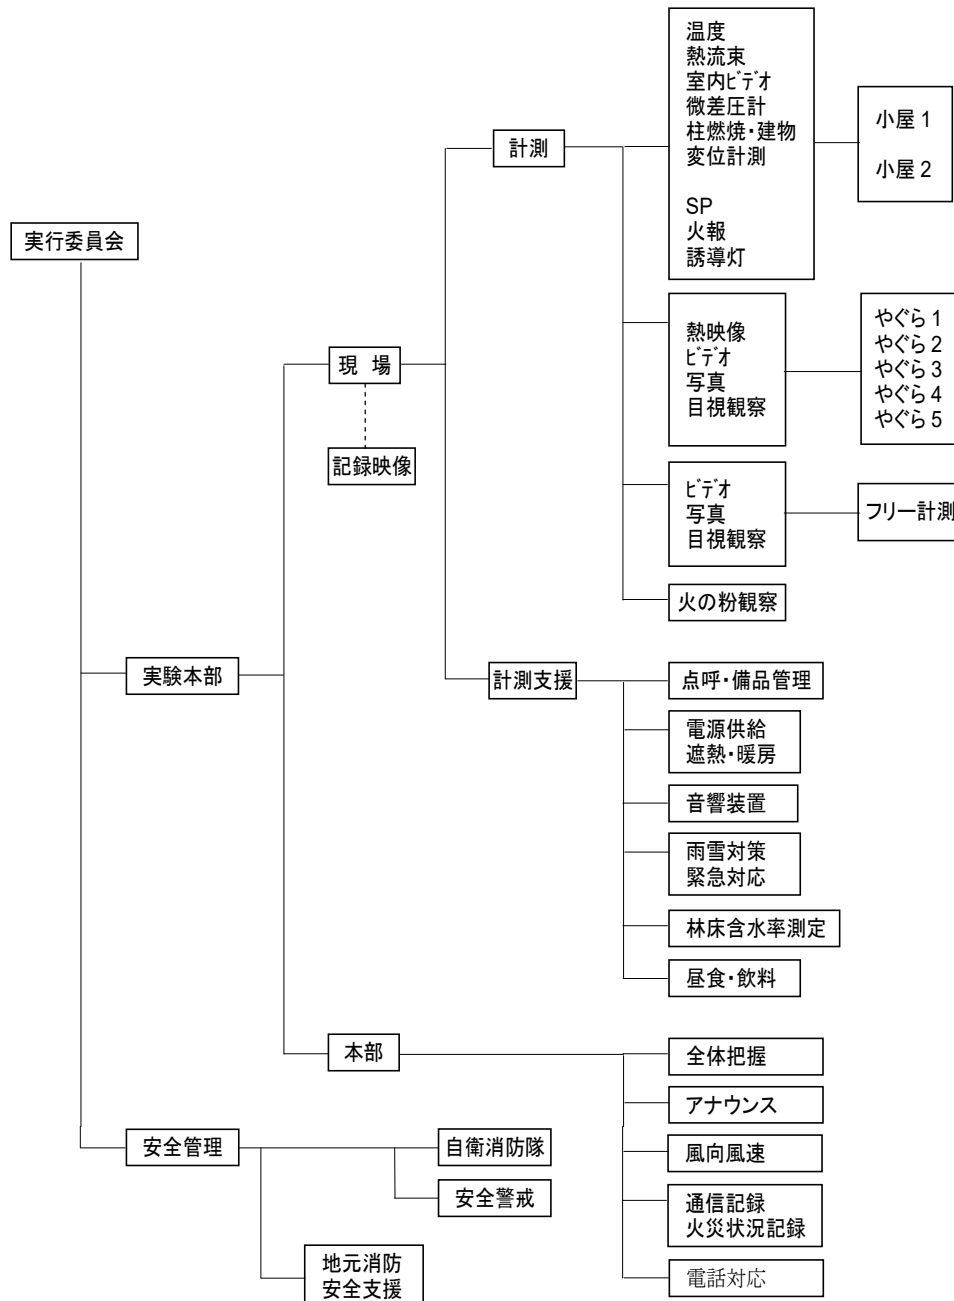 温度
熱流束
室内ビデオ
微差圧計
柱燃焼・建物
変位計測
SP
火報
誘導灯
小屋 1
小屋 2
計測
実行委員会
熱映像
ビデオ
写真
目視観察
やぐら 1
やぐら 2
やぐら 3
やぐら 4
やぐら 5
現 場
記録映像
ビデオ
写真
目視観察
フリー計測
火の粉観察
実験本部
計測支援
点呼・備品管理
電源供給
遮熱・暖房
音響装置
雨雪対策
緊急対応
林床含水率測定
昼食・飲料
本部
全体把握
アナウンス
安全管理
自衛消防隊
風向風速
安全警戒
通信記録
火災状況記録
地元消防
安全支援
電話対応